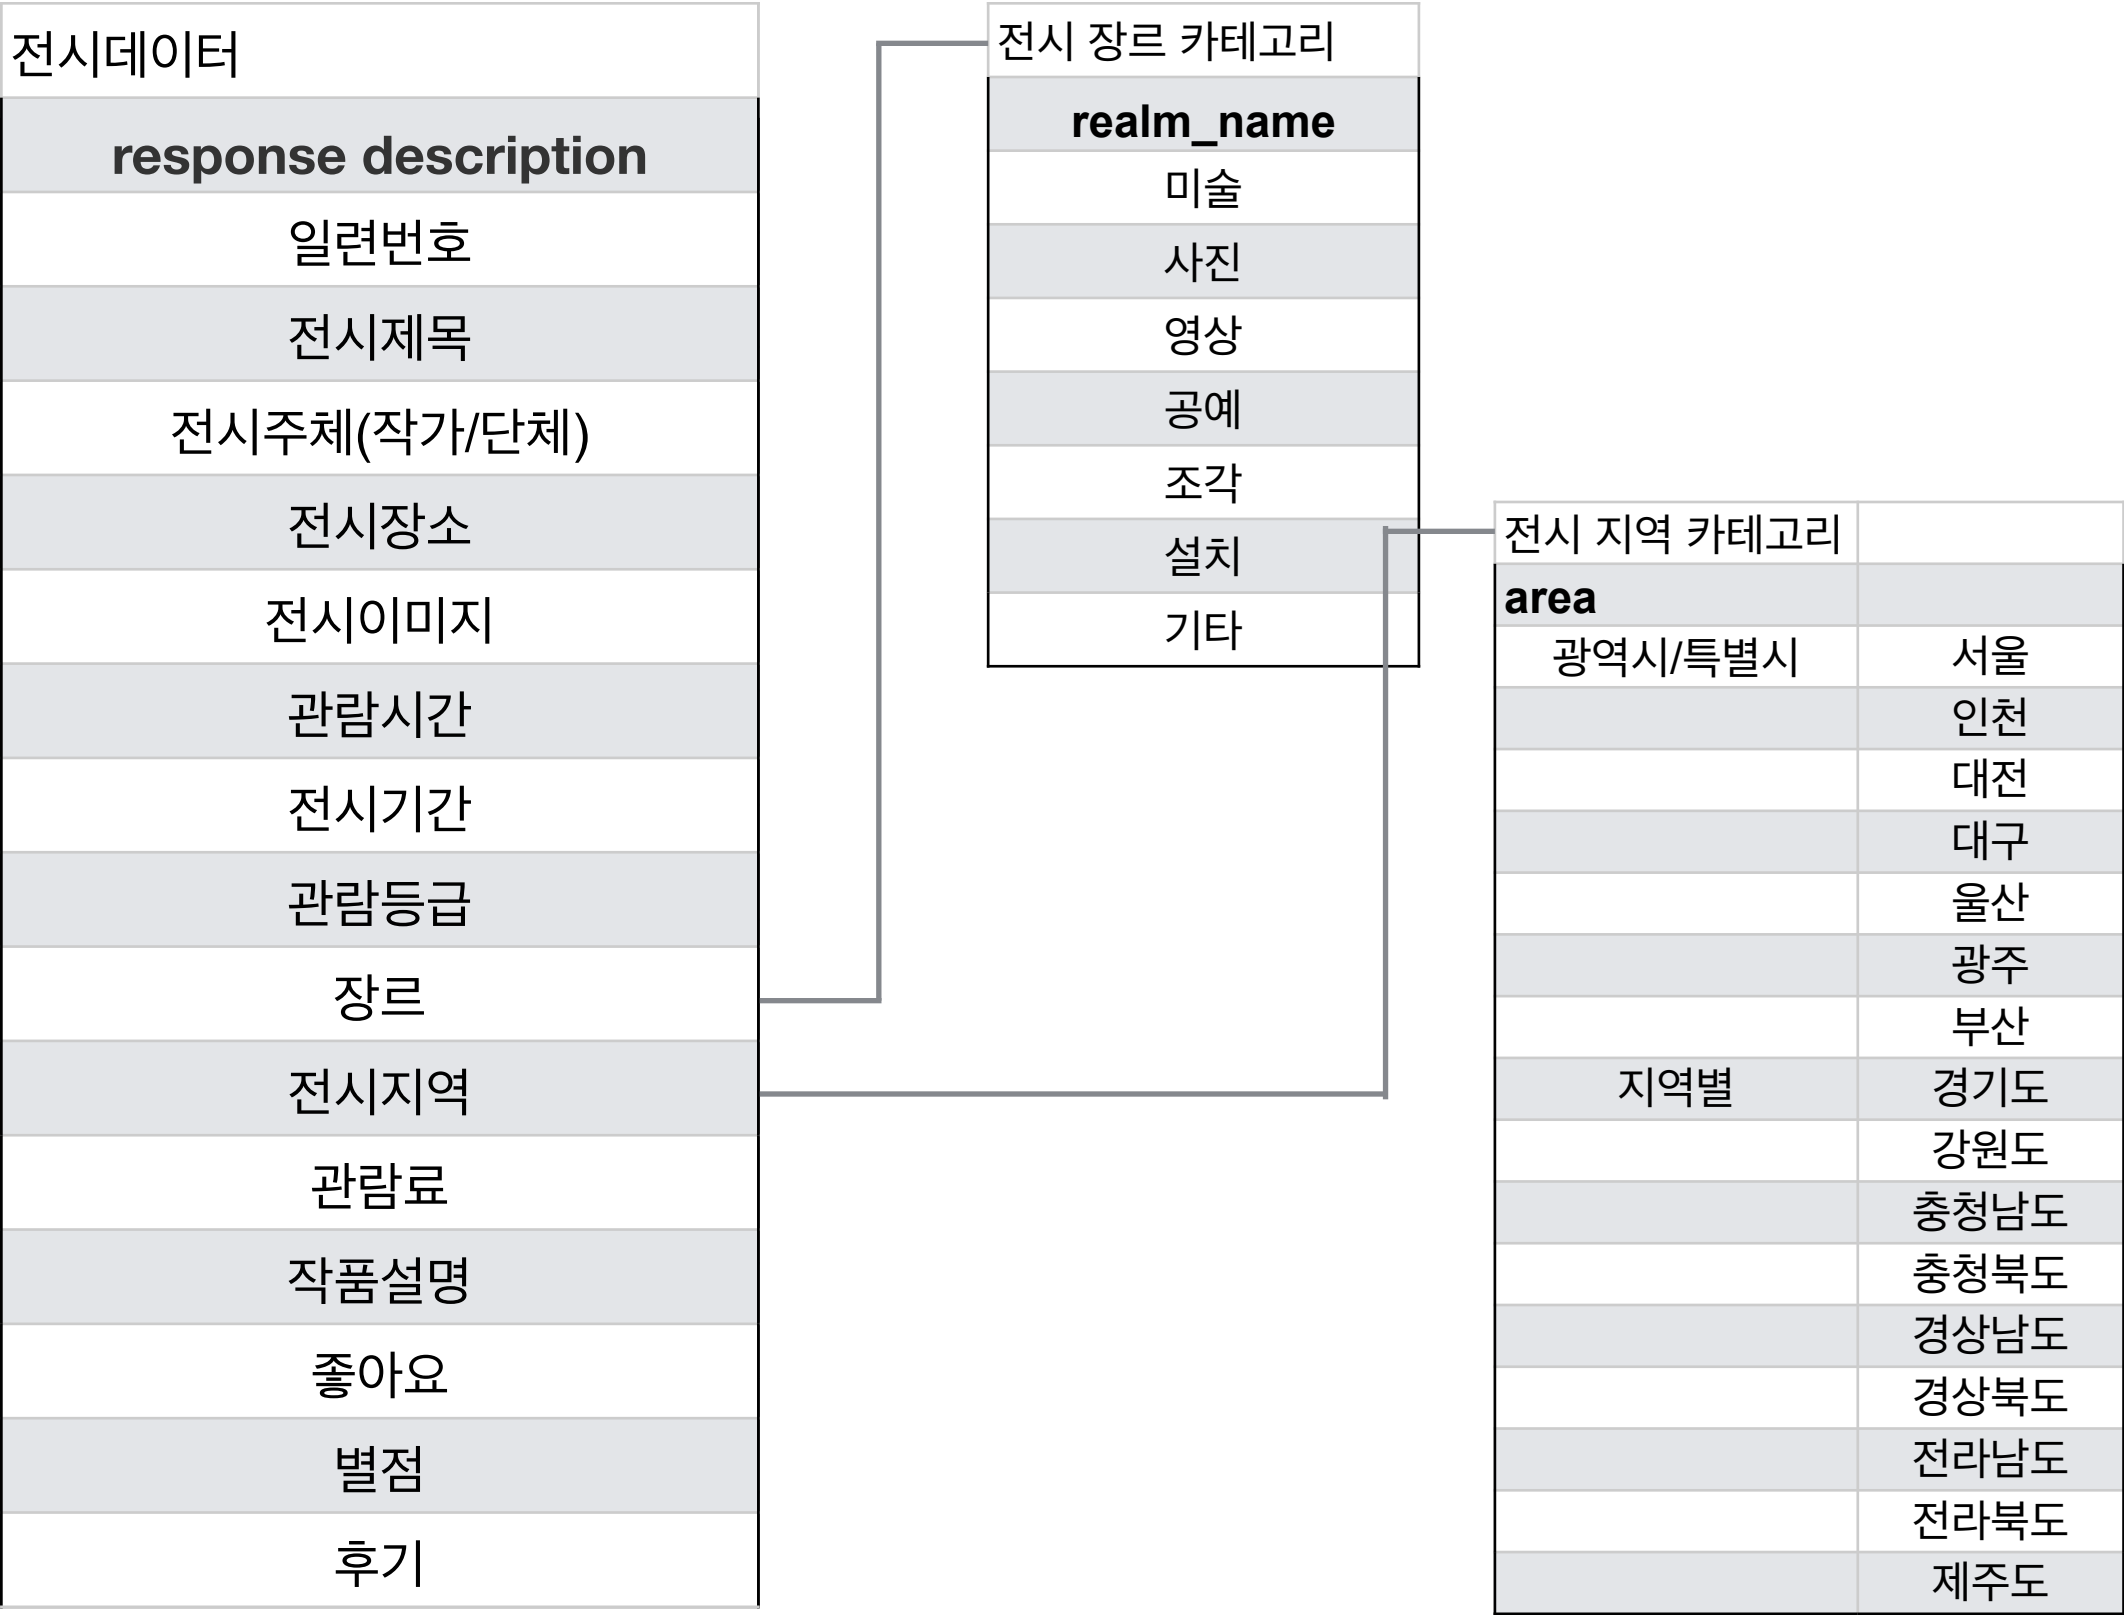 전시데이터
response description
일련번호
전시제목
전시주체(작가/단체)
전시장소
전시이미지
관람시간
전시기간
관람등급
장르
전시지역
관람료
작품설명
좋아요
별점
후기
전시 장르 카테고리
realm_name
미술
사진
영상
공예
조각
설치
기타
전시 지역 카테고리
area
광역시/특별시 서울
인천
대전
대구
울산
광주
부산
지역별 경기도
강원도
충청남도
충청북도
경상남도
경상북도
전라남도
전라북도
제주도